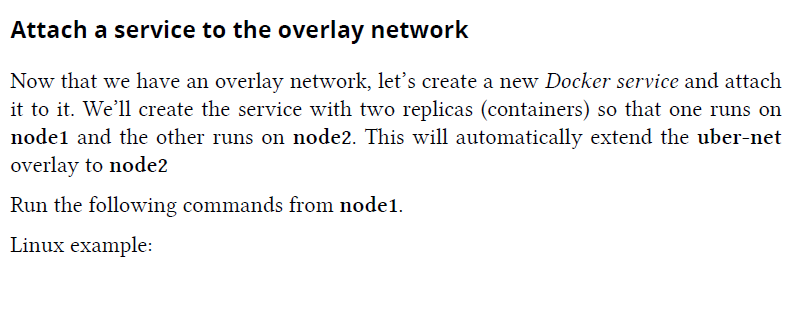 Attach a service to the overlay network
Now that we have an overlay network, let’s create a new Docker service and attach
it to it. We’ll create the service with two replicas (containers) so that one runs on
node1 and the other runs on node2. This will automatically extend the uber-net
overlay to node2
Run the following commands from node1.
Linux example: